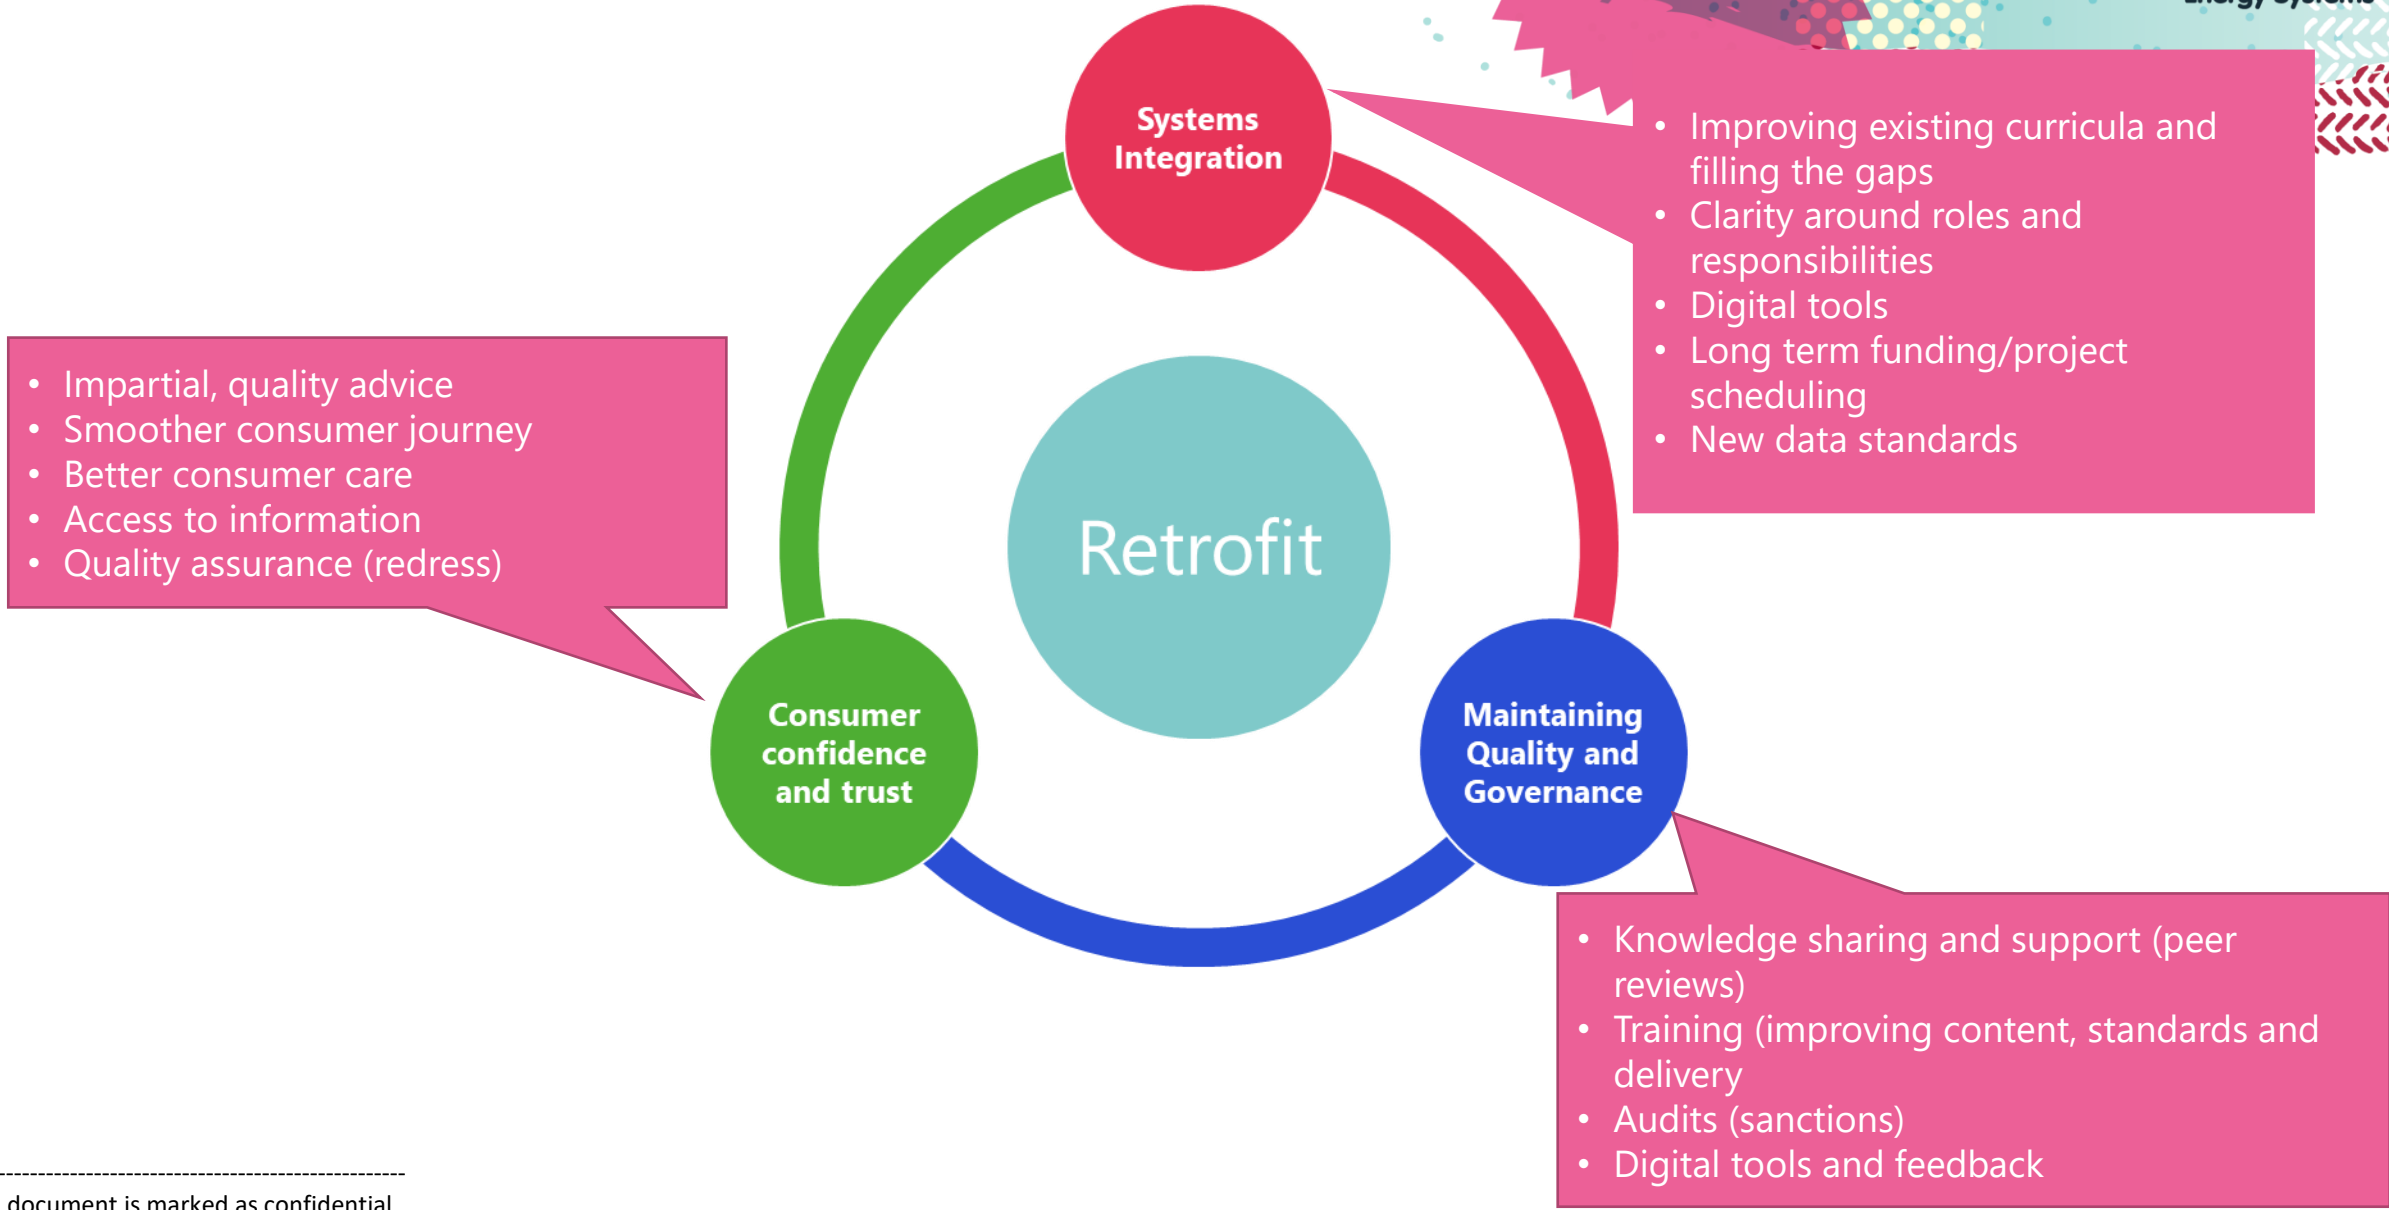 Energy Systems
Systems
Integration
• Improving existing curricula and
filling the gaps
• Clarity around roles and
responsibilities
• Digital tools
• Long term funding/project
scheduling
• New data standards
• Impartial, quality advice
• Smoother consumer journey
• Better consumer care
• Access to information
• Quality assurance (redress)
Retrofit
Consumer
confidence
and trust
Maintaining
Quality and
Governance
• Knowledge sharing and support (peer
reviews)
• Training (improving content, standards and
delivery
• Audits (sanctions)
• Digital tools and feedback
document is marked as confidential